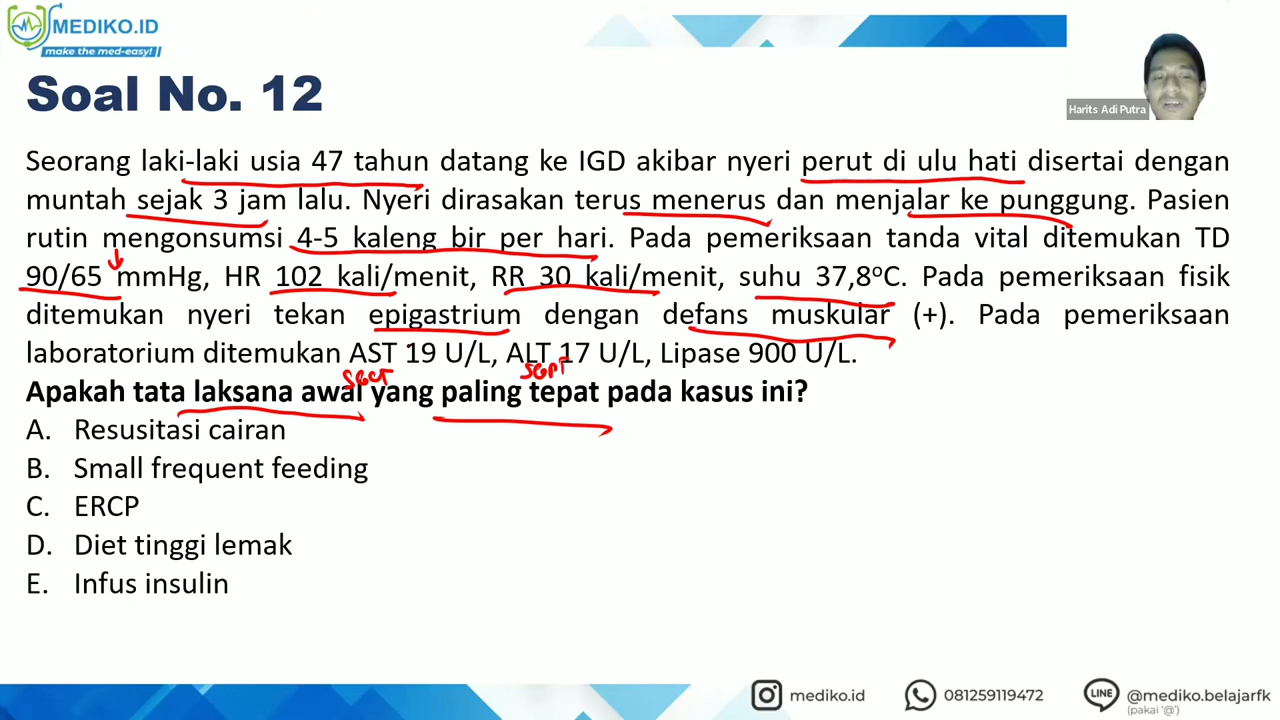 MEDIKO.ID
make the med-easy!
Harits Adi Putra
Soal No. 12
Seorang laki-laki usia 47 tahun datang ke IGD akibar nyeri perut di ulu hati disertai dengan
muntah sejak 3 jam lalu. Nyeri dirasakan terus menerus dan menjalar ke punggung. Pasien
rutin mengonsumsi 4-5 kaleng bir per hari. Pada pemeriksaan tanda vital ditemukan TD
90/65 mmHg, HR 102 kali/menit, RR 30 kali/menit, suhu 37,8°C. Pada pemeriksaan fisik
ditemukan nyeri tekan epigastrium dengan defans muskular (+). Pada pemeriksaan
laboratorium ditemukan AST 19 U/L, ALT 17 U/L, Lipase 900 U/L.
SGOT SGPT
Apakah tata laksana awal yang paling tepat pada kasus ini?
A. Resusitasi cairan
B. Small frequent feeding
C. ERCP
D. Diet tinggi lemak
E. Infus insulin
mediko.id
081259119472
LINE
@mediko.belajarfk
(pakai '@')